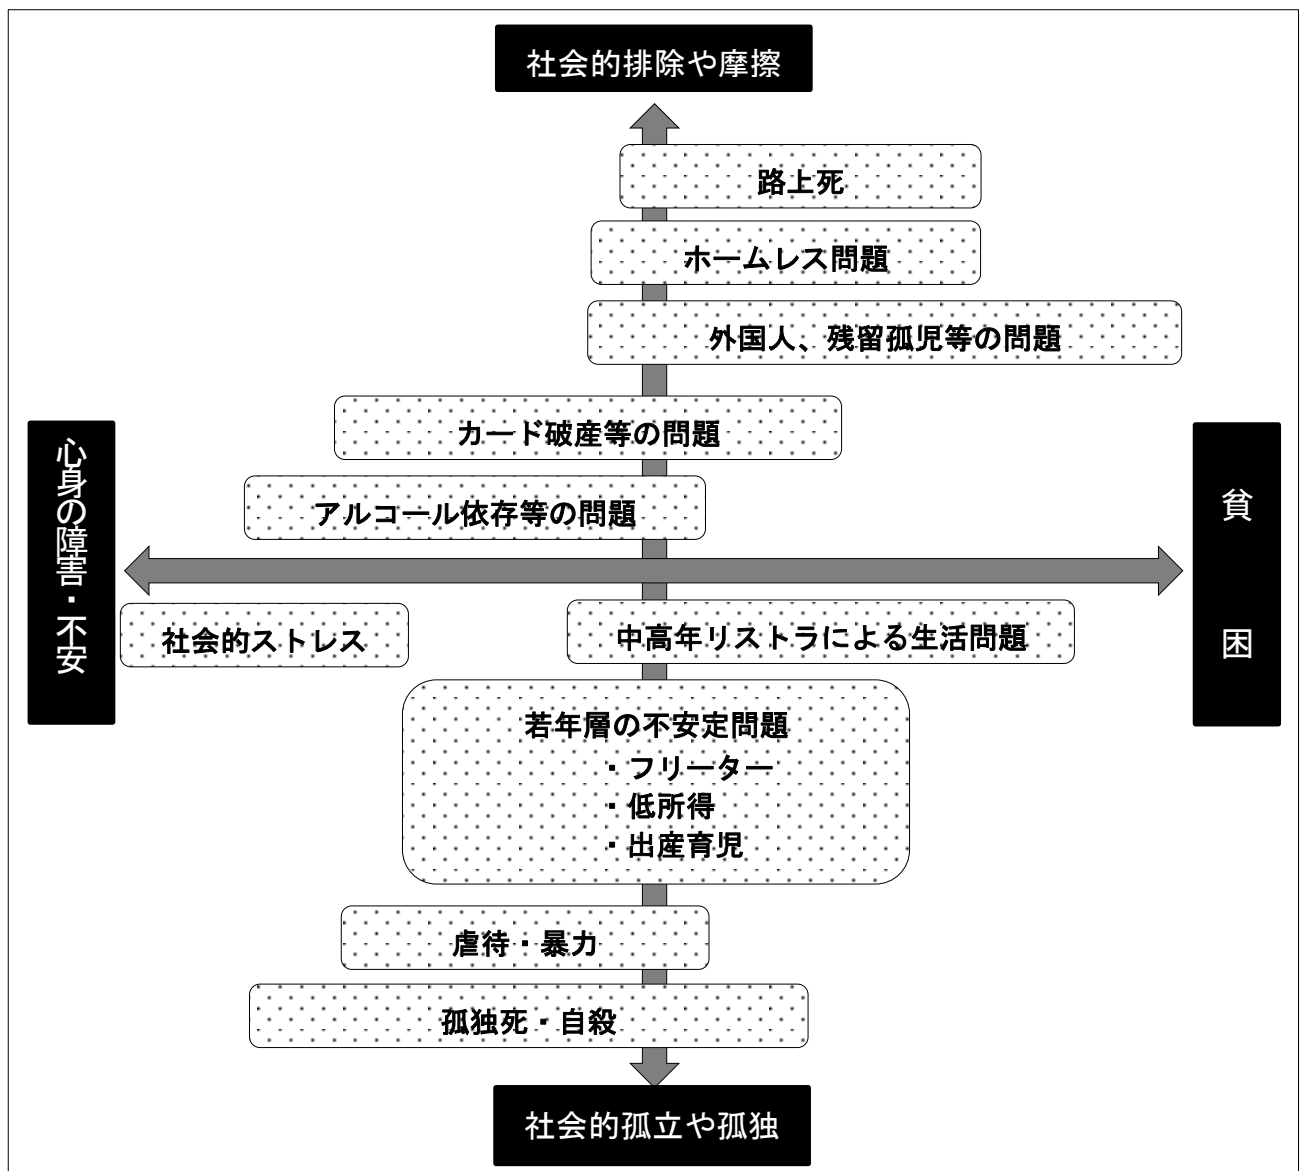 社会的排除や摩擦
路上死
ホームレス問題
外国人、残留孤児等の問題
カード破産等の問題
アルコール依存等の問題
心身の障害・不安
貧困
社会的ストレス
中高年リストラによる生活問題
若年層の不安定問題
・フリーター
・低所得
・出産育児
虐待・暴力
孤独死・自殺
社会的孤立や孤独